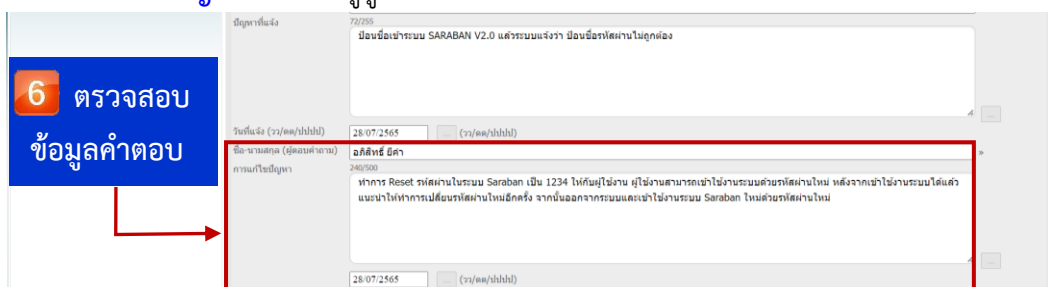 ปัญหาที่แจ้ง
72/255
ป้อนชื่อเข้าระบบ SARABAN V2.0 แล้วระบบแจ้งว่า ป้อนชื่อรหัสผ่านไม่ถูกต้อง
6 ตรวจสอบ
ข้อมูลคำตอบ
วันที่แจ้ง (วว/ดด/ปปปป)
28/07/2565 ... (วว/ดด/ปปปป)
ชื่อ-นามสกุล (ผู้ตอบคำถาม)
อภิสิทธิ์ ยีคำ
การแก้ไขปัญหา
240/500
ทำการ Reset รหัสผ่านในระบบ Saraban เป็น 1234 ให้กับผู้ใช้งาน ผู้ใช้งานสามารถเข้าใช้งานระบบด้วยรหัสผ่านใหม่ หลังจากเข้าใช้งานระบบได้แล้ว
แนะนำให้ทำการเปลี่ยนรหัสผ่านใหม่อีกครั้ง จากนั้นออกจากระบบและเข้าใช้งานระบบ Saraban ใหม่ด้วยรหัสผ่านใหม่
28/07/2565 ... (วว/ดด/ปปปป)